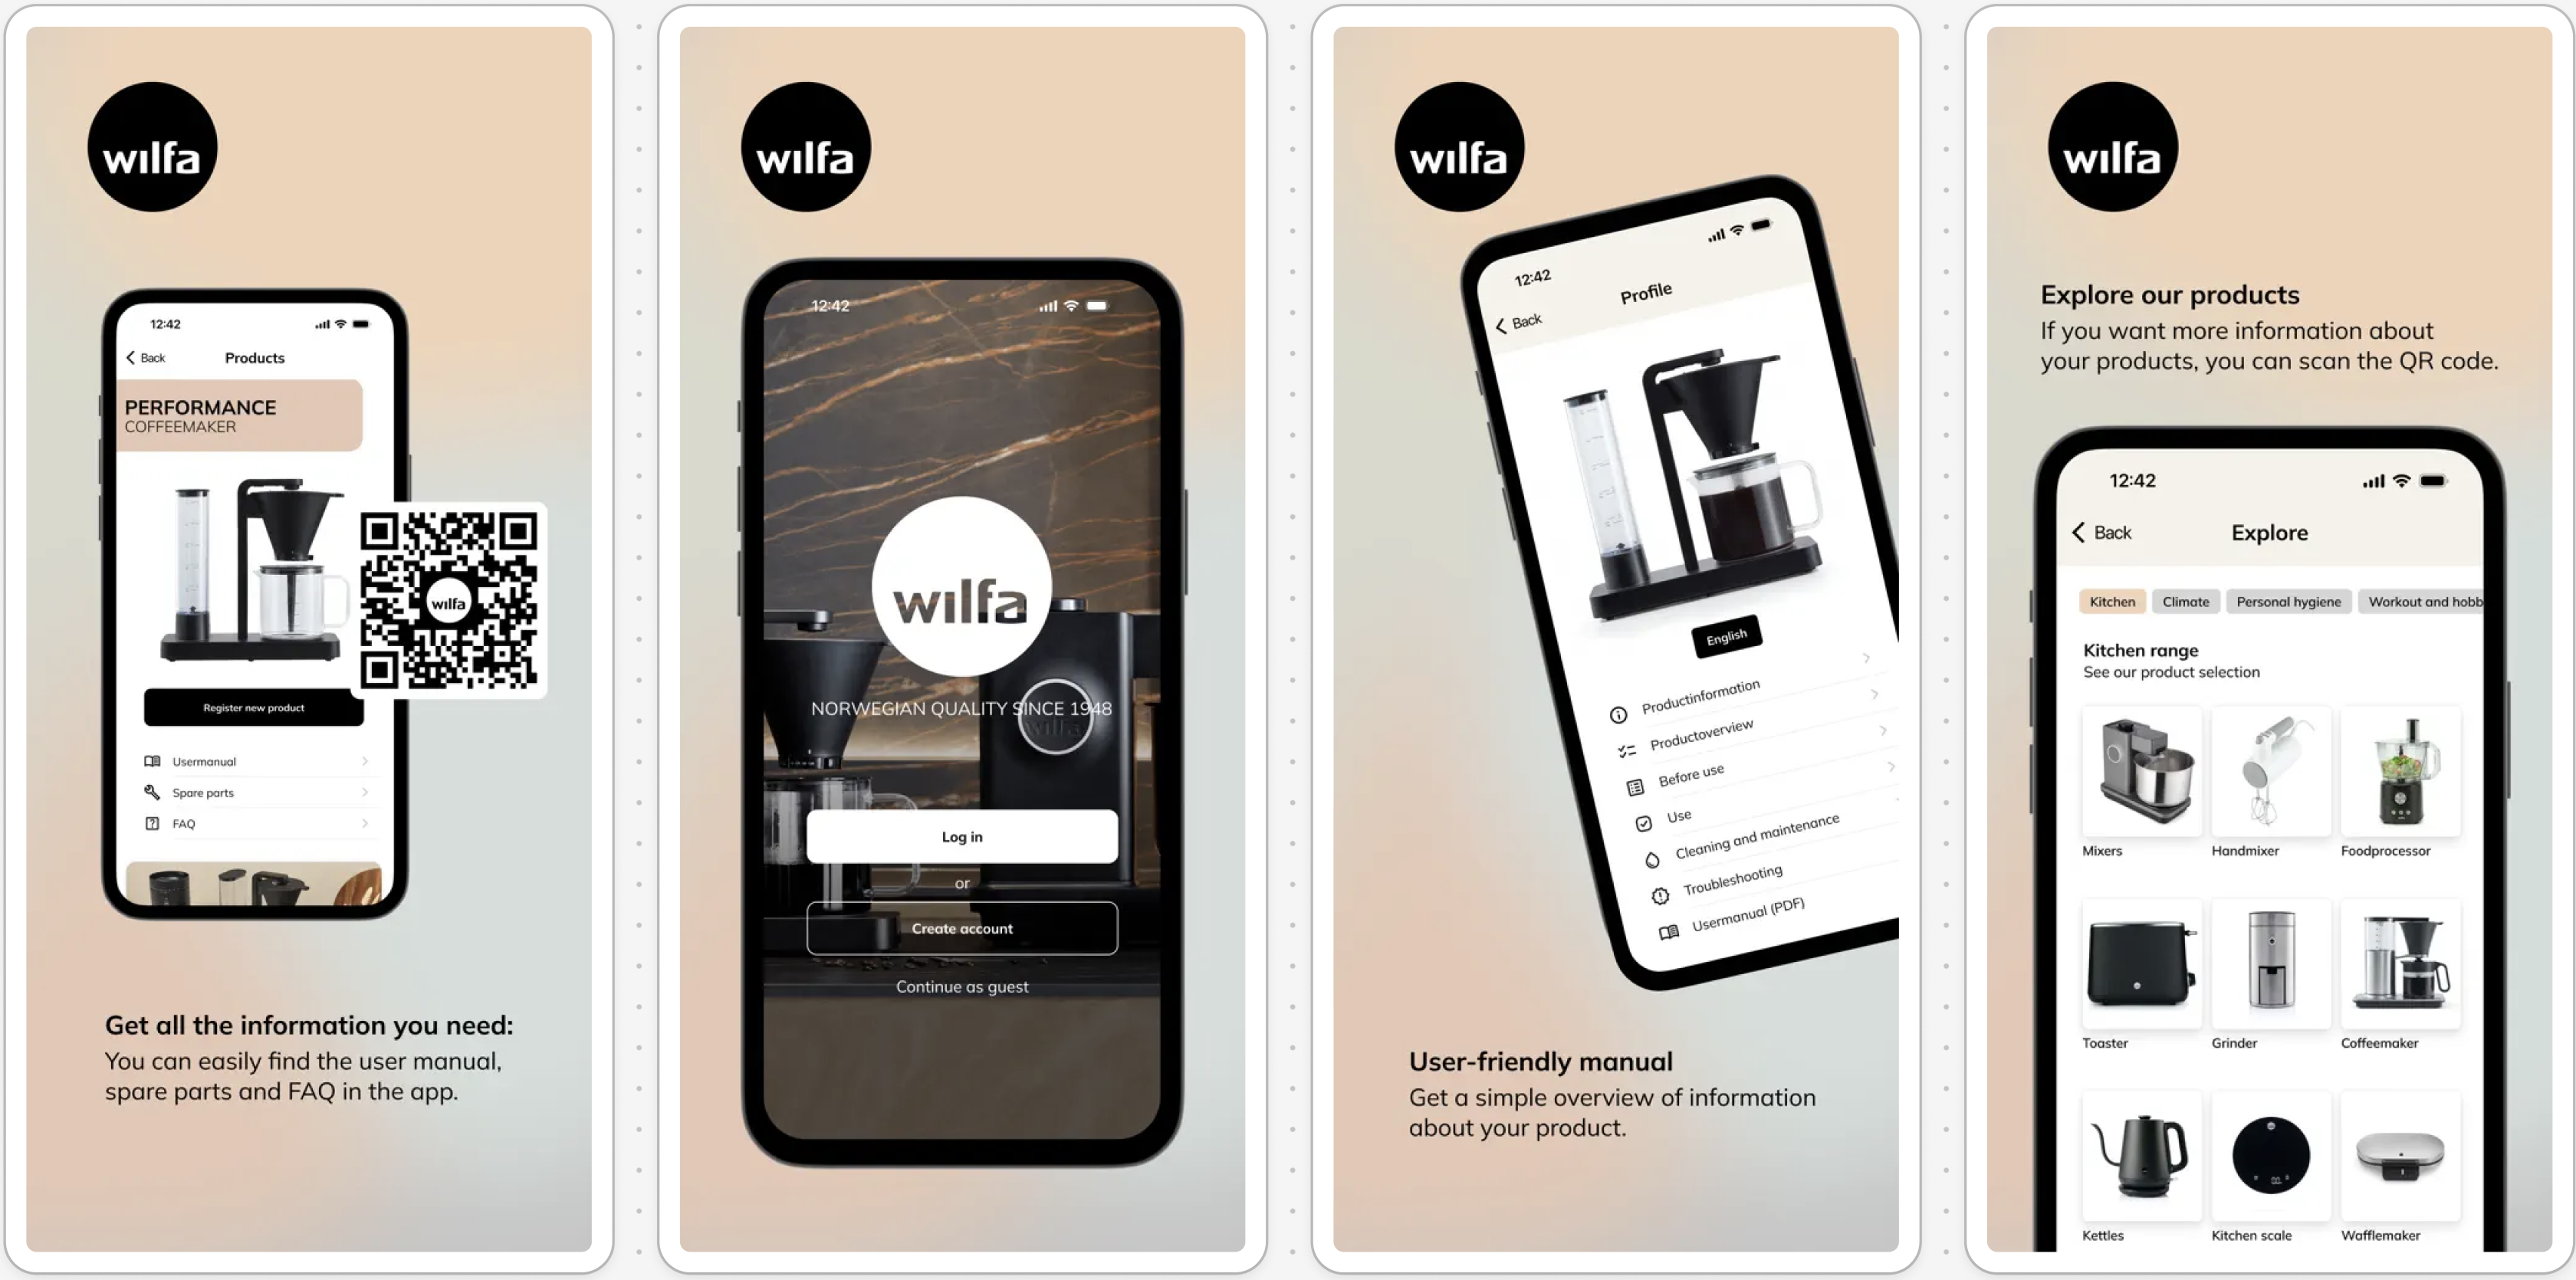 wilfa
12:42
Back
Products
PERFORMANCE
COFFEEMAKER
wilfa
Register new product
Usermanual
Spare parts
FAQ
Get all the information you need:
You can easily find the user manual,
spare parts and FAQ in the app.
wilfa
12:42
wilfa
NORWEGIAN QUALITY SINCE 1948
wilfa
Log in
or
Create account
Continue as guest
wilfa
12:42
Profile
Back
English
Productinformation
Productoverview
Before use
Use
Cleaning and maintenance
Troubleshooting
Usermanual (PDF)
User-friendly manual
Get a simple overview of information
about your product.
wilfa
Explore our products
If you want more information about
your products, you can scan the QR code.
12:42
Back
Explore
Kitchen Climate Personal hygiene Workout and hobb
Kitchen range
See our product selection
Mixers Handmixer Foodprocessor
Toaster Grinder Coffeemaker
Kettles Kitchen scale Wafflemaker